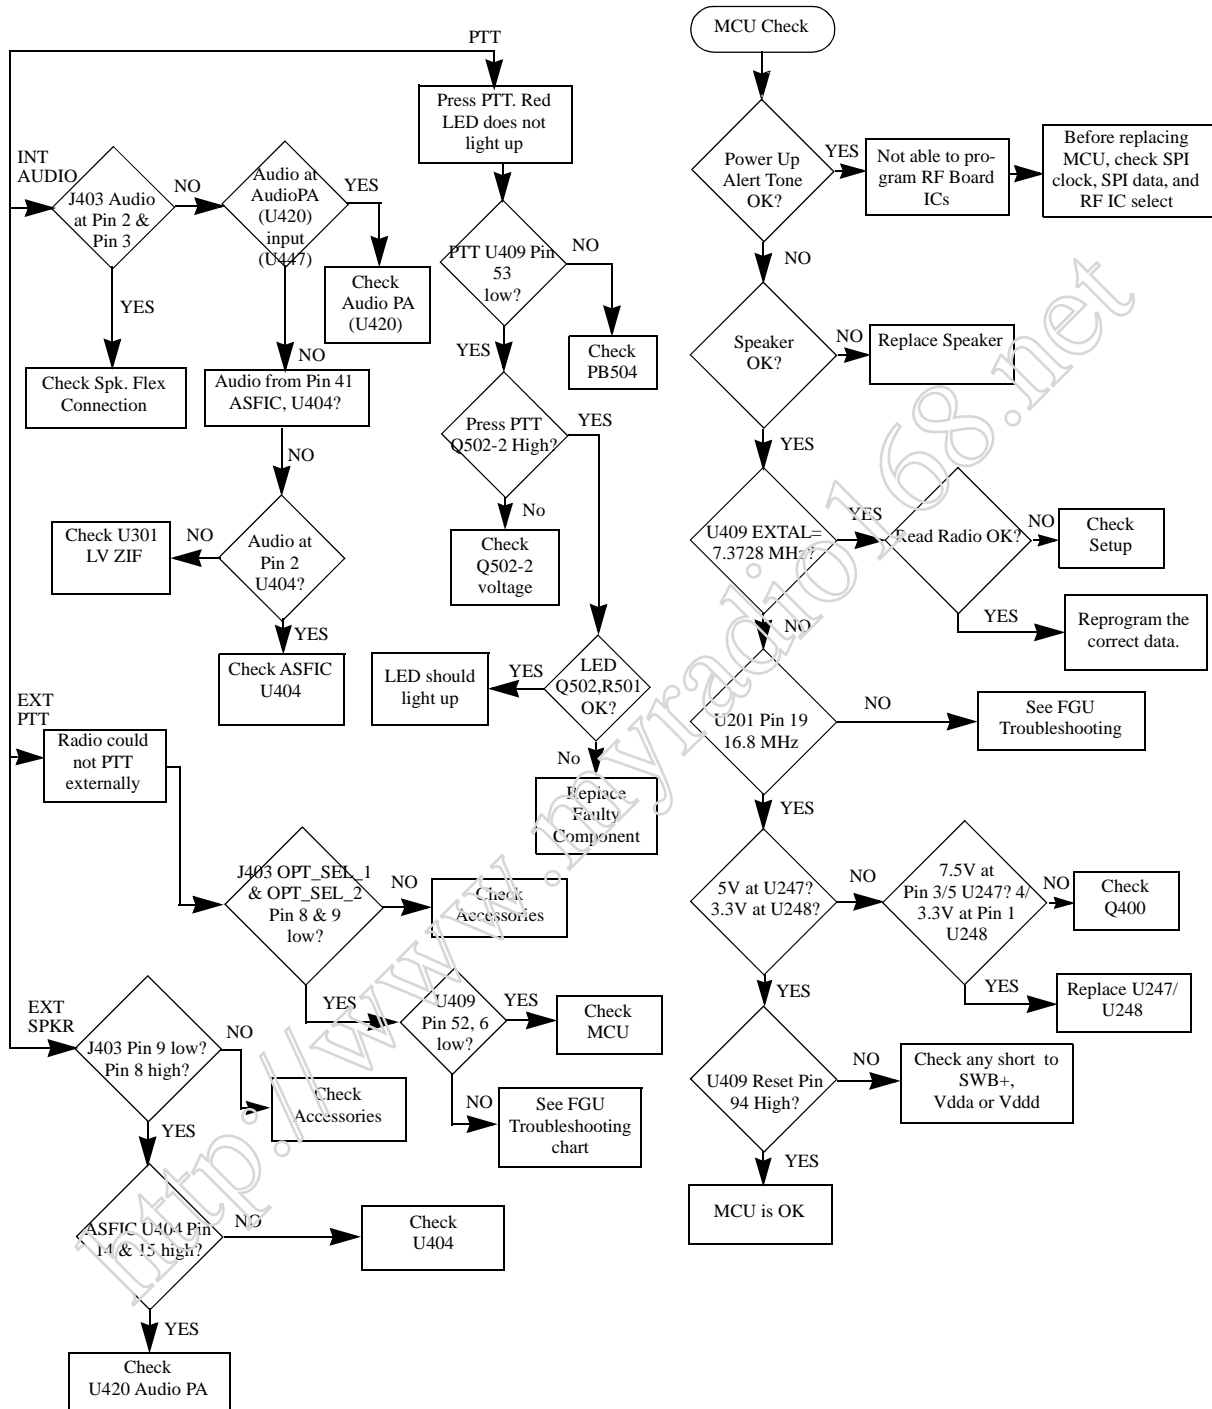 PTT
Press PTT. Red
LED does not
light up
INT
AUDIO
J403 Audio
at Pin 2 &
Pin 3
NO
Audio at
AudioPA
(U420)
input
(U447)
YES
Check
Audio PA
(U420)
YES
Check Spk. Flex
Connection
NO
Audio from Pin 41
ASFIC, U404?
NO
Audio at
Pin 2
U404?
NO
Check U301
LV ZIF
YES
Check ASFIC
U404
PTT U409 Pin
53
low?
NO
Check
PB504
YES
Press PTT
Q502-2 High?
YES
No
Check
Q502-2
voltage
LED
Q502,R501
OK?
YES
LED should
light up
No
Replace
Faulty
Component
EXT
PTT
Radio could
not PTT
externally
J403 OPT_SEL_1
& OPT_SEL_2
Pin 8 & 9
low?
NO
Check
Accessories
YES
U409
Pin 52, 6
low?
YES
Check
MCU
NO
See FGU
Troubleshooting
chart
EXT
SPKR
J403 Pin 9 low?
Pin 8 high?
NO
Check
Accessories
YES
ASFIC U404 Pin
14 & 15 high?
NO
Check
U404
YES
Check
U420 Audio PA
MCU Check
Power Up
Alert Tone
OK?
YES
Not able to pro-
gram RF Board
ICs
Before replacing
MCU, check SPI
clock, SPI data, and
RF IC select
NO
Speaker
OK?
NO
Replace Speaker
YES
U409 EXTAL=
7.3728 MHz?
YES
Read Radio OK?
NO
Check
Setup
YES
Reprogram the
correct data.
NO
U201 Pin 19
16.8 MHz
NO
See FGU
Troubleshooting
YES
5V at U247?
3.3V at U248?
NO
7.5V at
Pin 3/5 U247? 4/
3.3V at Pin 1
U248
NO
Check
Q400
YES
Replace U247/
U248
YES
U409 Reset Pin
94 High?
NO
Check any short to
SWB+,
Vdda or Vddd
YES
MCU is OK
http://www.myradio168.net